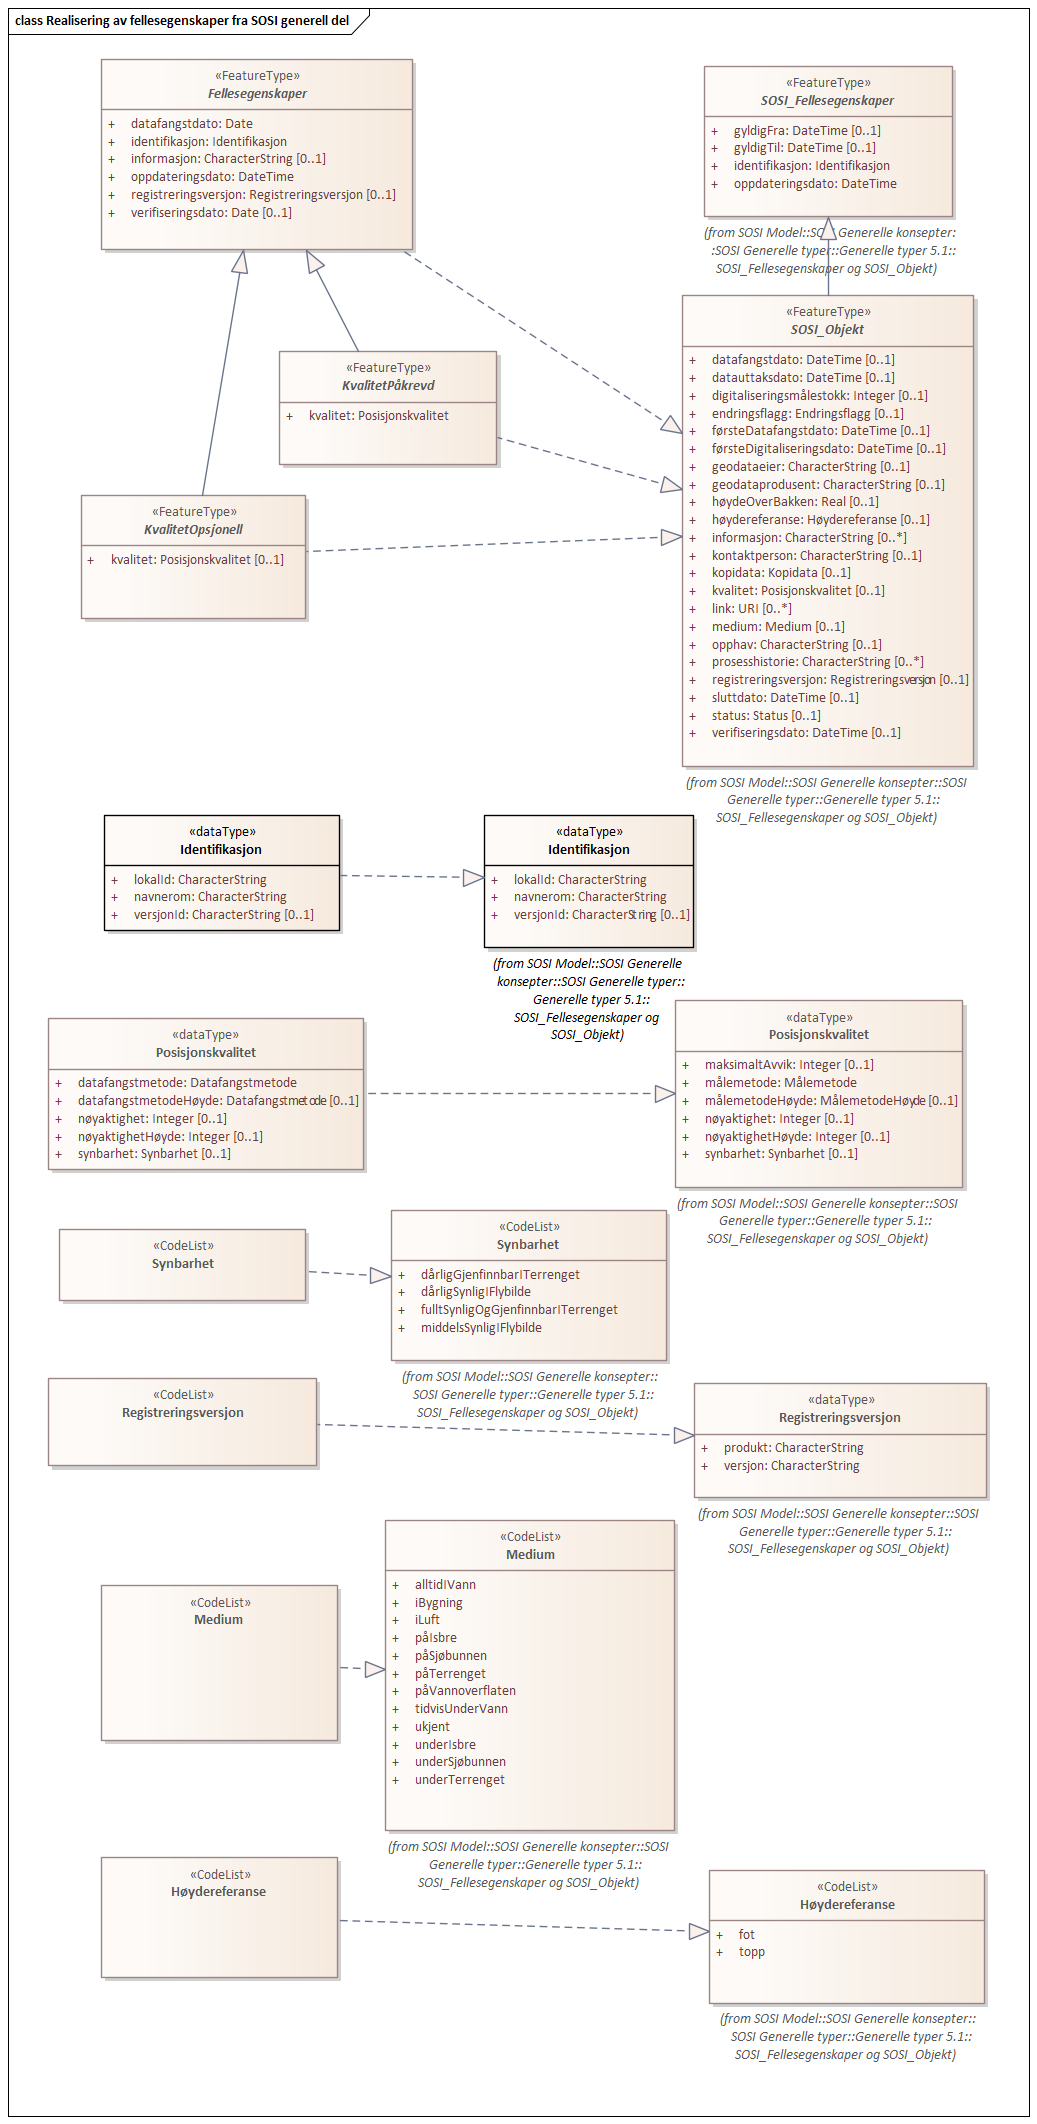 class Realisering av fellesegenskaper fra SOSI generell del
«FeatureType»
Fellesegenskaper
+ datafangstdato: Date
+ identifikasjon: Identifikasjon
+ informasjon: CharacterString [0..1]
+ oppdateringsdato: DateTime
+ registreringsversjon: Registreringsversjon [0..1]
+ verifiseringsdato: Date [0..1]
«FeatureType»
SOSI_Fellesegenskaper
+ gyldigFra: DateTime [0..1]
+ gyldigTil: DateTime [0..1]
+ identifikasjon: Identifikasjon
+ oppdateringsdato: DateTime
(from SOSI Model::SOSI Generelle konsepter:
:SOSI Generelle typer::Generelle typer 5.1::
SOSI_Fellesegenskaper og SOSI_Objekt)
«FeatureType»
SOSI_Objekt
+ datafangstdato: DateTime [0..1]
+ datauttaksdato: DateTime [0..1]
+ digitaliseringsmålestokk: Integer [0..1]
+ endringsflagg: Endringsflagg [0..1]
+ førsteDatafangstdato: DateTime [0..1]
+ førsteDigitaliseringsdato: DateTime [0..1]
+ geodataeier: CharacterString [0..1]
+ geodataprodusent: CharacterString [0..1]
+ høydeOverBakken: Real [0..1]
+ høydereferanse: Høydereferanse [0..1]
+ informasjon: CharacterString [0..*]
+ kontaktperson: CharacterString [0..1]
+ kopidata: Kopidata [0..1]
+ kvalitet: Posisjonskvalitet [0..1]
+ link: URI [0..*]
+ medium: Medium [0..1]
+ opphav: CharacterString [0..1]
+ prosesshistorie: CharacterString [0..*]
+ registreringsversjon: Registreringsversjon [0..1]
+ sluttdato: DateTime [0..1]
+ status: Status [0..1]
+ verifiseringsdato: DateTime [0..1]
(from SOSI Model::SOSI Generelle konsepter::SOSI
Generelle typer::Generelle typer 5.1::
SOSI_Fellesegenskaper og SOSI_Objekt)
«FeatureType»
KvalitetPåkrevd
+ kvalitet: Posisjonskvalitet
«FeatureType»
KvalitetOpsjonell
+ kvalitet: Posisjonskvalitet [0..1]
«dataType»
Identifikasjon
+ lokalId: CharacterString
+ navnerom: CharacterString
+ versjonId: CharacterString [0..1]
«dataType»
Identifikasjon
+ lokalId: CharacterString
+ navnerom: CharacterString
+ versjonId: CharacterString [0..1]
(from SOSI Model::SOSI Generelle
konsepter::SOSI Generelle typer::
Generelle typer 5.1::
SOSI_Fellesegenskaper og
SOSI_Objekt)
«dataType»
Posisjonskvalitet
+ datafangstmetode: Datafangstmetode
+ datafangstmetodeHøyde: Datafangstmetode [0..1]
+ nøyaktighet: Integer [0..1]
+ nøyaktighetHøyde: Integer [0..1]
+ synbarhet: Synbarhet [0..1]
«dataType»
Posisjonskvalitet
+ maksimaltAvvik: Integer [0..1]
+ målemetode: Målemetode
+ målemetodeHøyde: MålemetodeHøyde [0..1]
+ nøyaktighet: Integer [0..1]
+ nøyaktighetHøyde: Integer [0..1]
+ synbarhet: Synbarhet [0..1]
(from SOSI Model::SOSI Generelle konsepter::SOSI
Generelle typer::Generelle typer 5.1::
SOSI_Fellesegenskaper og SOSI_Objekt)
«CodeList»
Synbarhet
«CodeList»
Synbarhet
+ dårligGjenfinnbarITerrenget
+ dårligSynligIFlybilde
+ fulltSynligOgGjenfinnbarITerrenget
+ middelsSynligIFlybilde
(from SOSI Model::SOSI Generelle konsepter::
SOSI Generelle typer::Generelle typer 5.1::
SOSI_Fellesegenskaper og SOSI_Objekt)
«CodeList»
Registreringsversjon
«dataType»
Registreringsversjon
+ produkt: CharacterString
+ versjon: CharacterString
(from SOSI Model::SOSI Generelle konsepter::SOSI
Generelle typer::Generelle typer 5.1::
SOSI_Fellesegenskaper og SOSI_Objekt)
«CodeList»
Medium
«CodeList»
Medium
+ alltidIVann
+ iBygning
+ iLuft
+ påIsbre
+ påSjøbunnen
+ påTerrenget
+ påVannoverflaten
+ tidvisUnderVann
+ ukjent
+ underIsbre
+ underSjøbunnen
+ underTerrenget
(from SOSI Model::SOSI Generelle konsepter::SOSI
Generelle typer::Generelle typer 5.1::
SOSI_Fellesegenskaper og SOSI_Objekt)
«CodeList»
Høydereferanse
«CodeList»
Høydereferanse
+ fot
+ topp
(from SOSI Model::SOSI Generelle konsepter::
SOSI Generelle typer::Generelle typer 5.1::
SOSI_Fellesegenskaper og SOSI_Objekt)